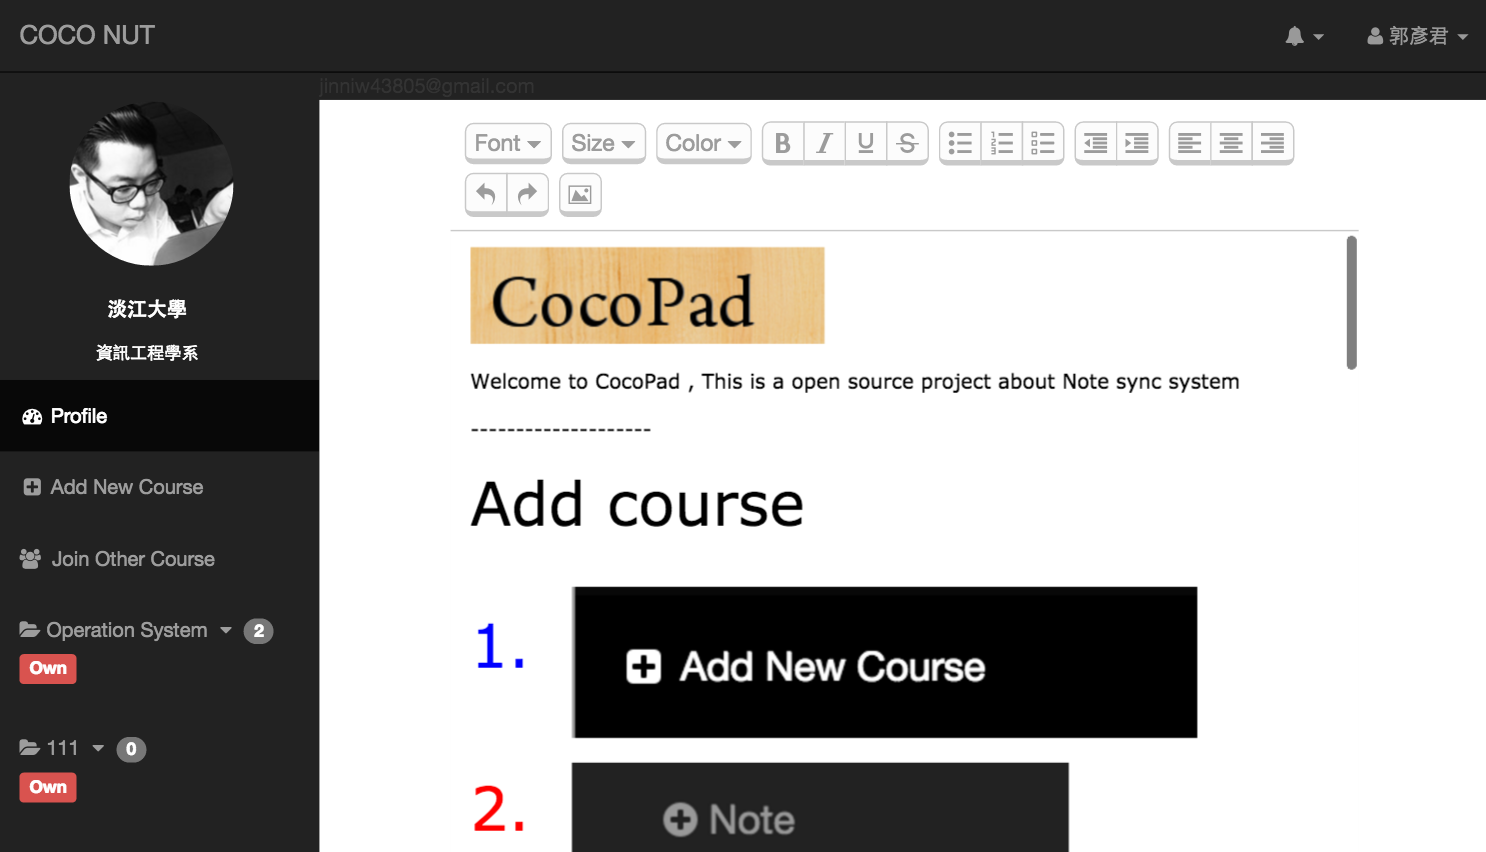 COCO NUT
郭彥君
jinniw43805@gmail.com
淡江大學
資訊工程學系
Profile
Add New Course
Join Other Course
Operation System 2
Own
111 0
Own
Font Size Color B I U S
CocoPad
Welcome to CocoPad , This is a open source project about Note sync system
--------------------
Add course
1. Add New Course
2. Note